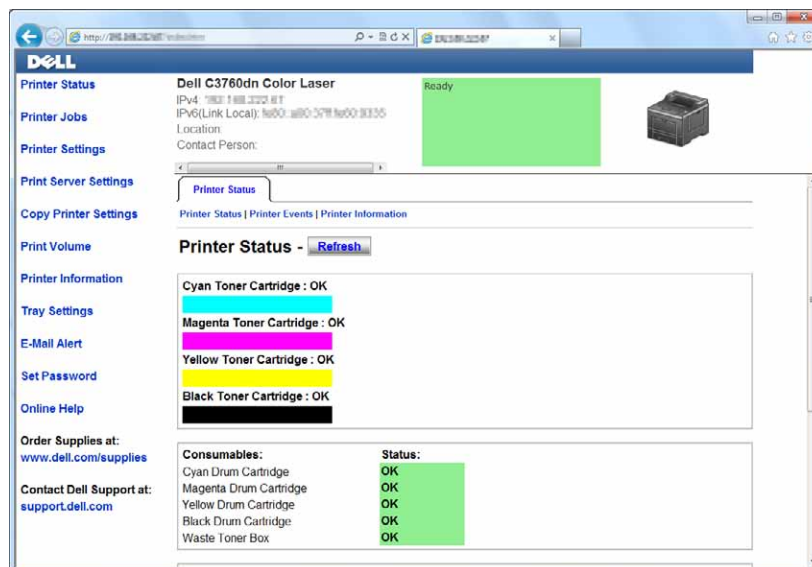 http://
DELL
Printer Status
Printer Jobs
Printer Settings
Print Server Settings
Copy Printer Settings
Print Volume
Printer Information
Tray Settings
E-Mail Alert
Set Password
Online Help
Order Supplies at:
www.dell.com/supplies
Contact Dell Support at:
support.dell.com
Dell C3760dn Color Laser
IPv4:
IPv6(Link Local):
Location:
Contact Person:
Ready
Printer Status
Printer Status | Printer Events | Printer Information
Printer Status - Refresh
Cyan Toner Cartridge : OK
Magenta Toner Cartridge : OK
Yellow Toner Cartridge : OK
Black Toner Cartridge : OK
Consumables: Status:
Cyan Drum Cartridge OK
Magenta Drum Cartridge OK
Yellow Drum Cartridge OK
Black Drum Cartridge OK
Waste Toner Box OK